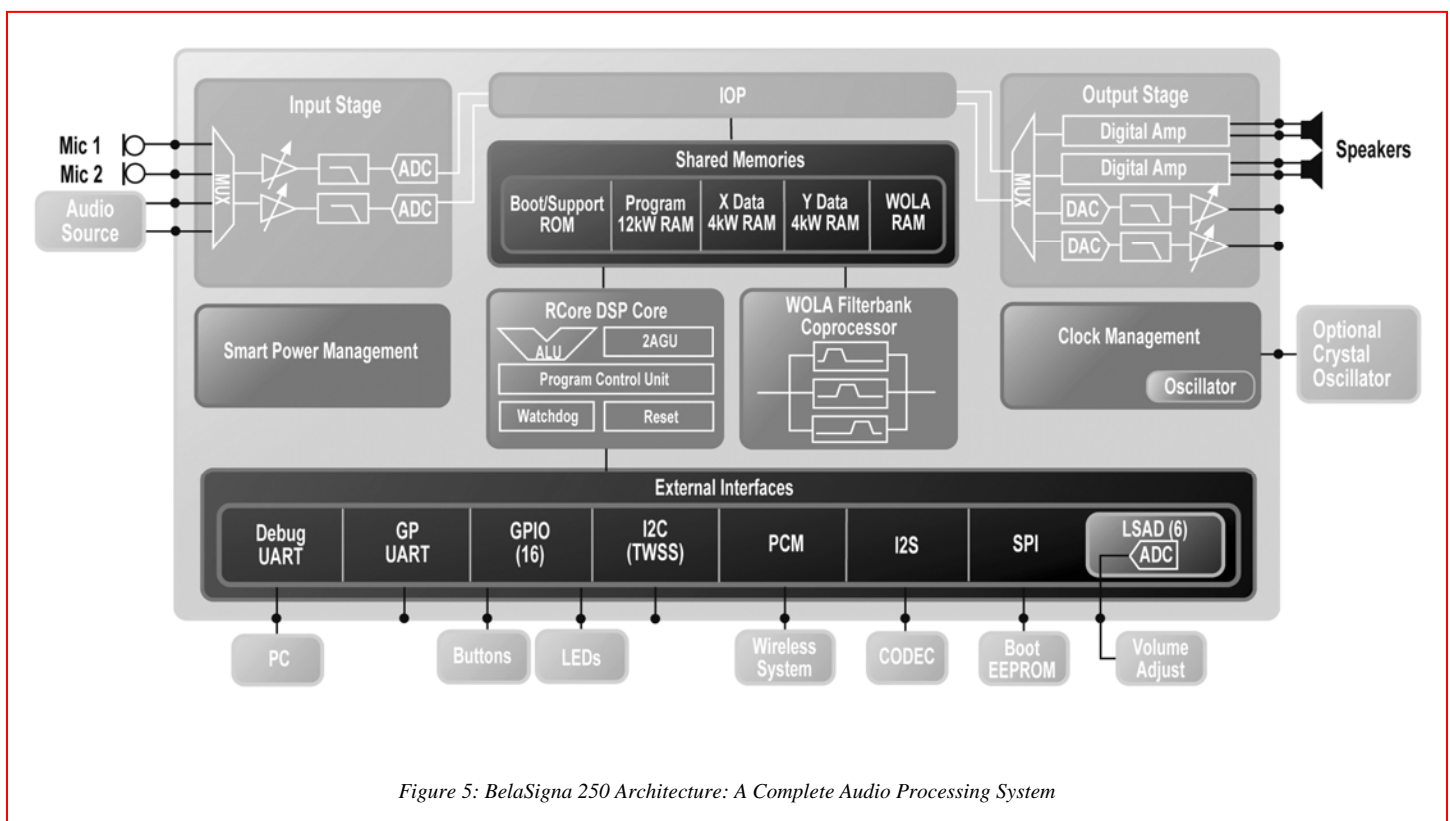 Input Stage
MUX
ADC
ADC
Mic 1
Mic 2
Audio
Source
IOP
Shared Memories
Boot/Support
ROM
Program
12kW RAM
X Data
4kW RAM
Y Data
4kW RAM
WOLA
RAM
Output Stage
MUX
Digital Amp
Digital Amp
DAC
DAC
Speakers
Smart Power Management
RCore DSP Core
ALU
2AGU
Program Control Unit
Watchdog
Reset
WOLA Filterbank
Coprocessor
Clock Management
Oscillator
Optional
Crystal
Oscillator
External Interfaces
Debug
UART
GP
UART
GPIO
(16)
I2C
(TWSS)
PCM
I2S
SPI
LSAD (6)
ADC
PC
Buttons
LEDs
Wireless
System
CODEC
Boot
EEPROM
Volume
Adjust
Figure 5: BelaSigna 250 Architecture: A Complete Audio Processing System